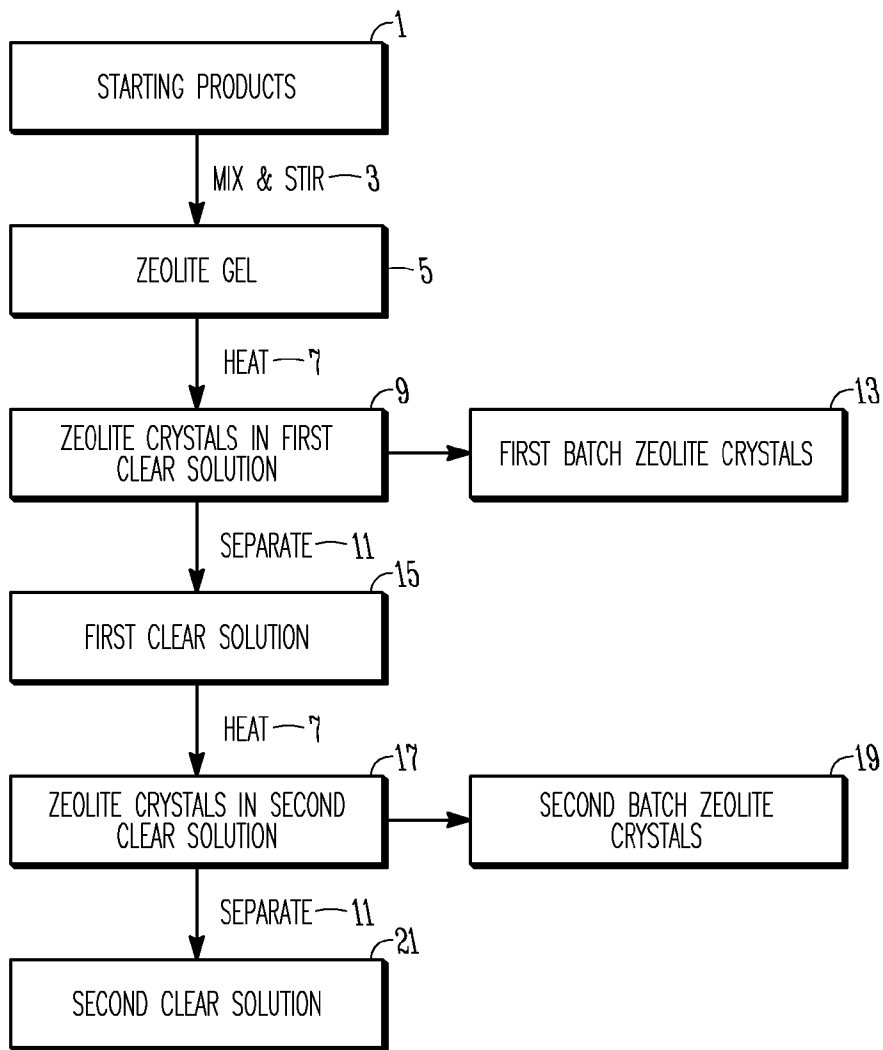 1
STARTING PRODUCTS
MIX & STIR 3
ZEOLITE GEL
5
HEAT 7
9
ZEOLITE CRYSTALS IN FIRST
CLEAR SOLUTION
13
FIRST BATCH ZEOLITE CRYSTALS
SEPARATE 11
15
FIRST CLEAR SOLUTION
HEAT 7
17
ZEOLITE CRYSTALS IN SECOND
CLEAR SOLUTION
19
SECOND BATCH ZEOLITE
CRYSTALS
SEPARATE 11
21
SECOND CLEAR SOLUTION